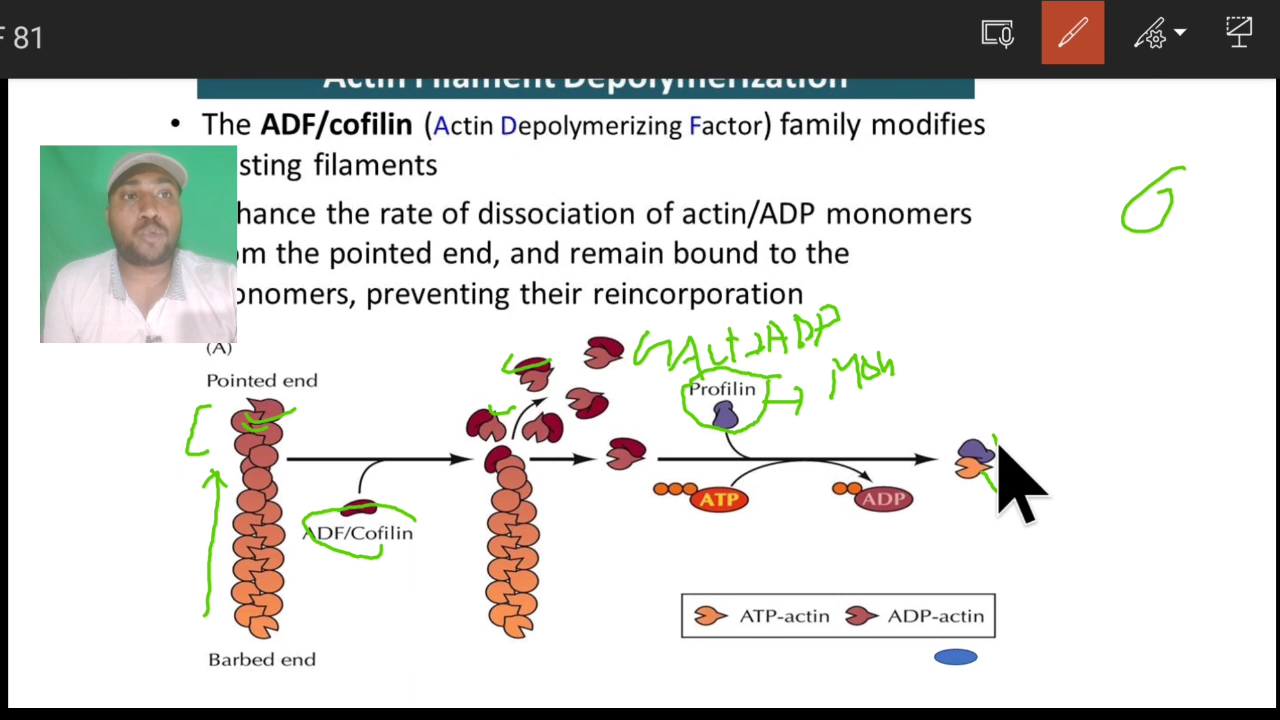 81
Actin Filament Depolymerization
• The ADF/cofilin (Actin Depolymerizing Factor) family modifies
sting filaments
hance the rate of dissociation of actin/ADP monomers
om the pointed end, and remain bound to the
onomers, preventing their reincorporation
(A)
Pointed end
Profilin
Mon
ATP
ADP
ADF/Cofilin
ATP-actin ADP-actin
Barbed end